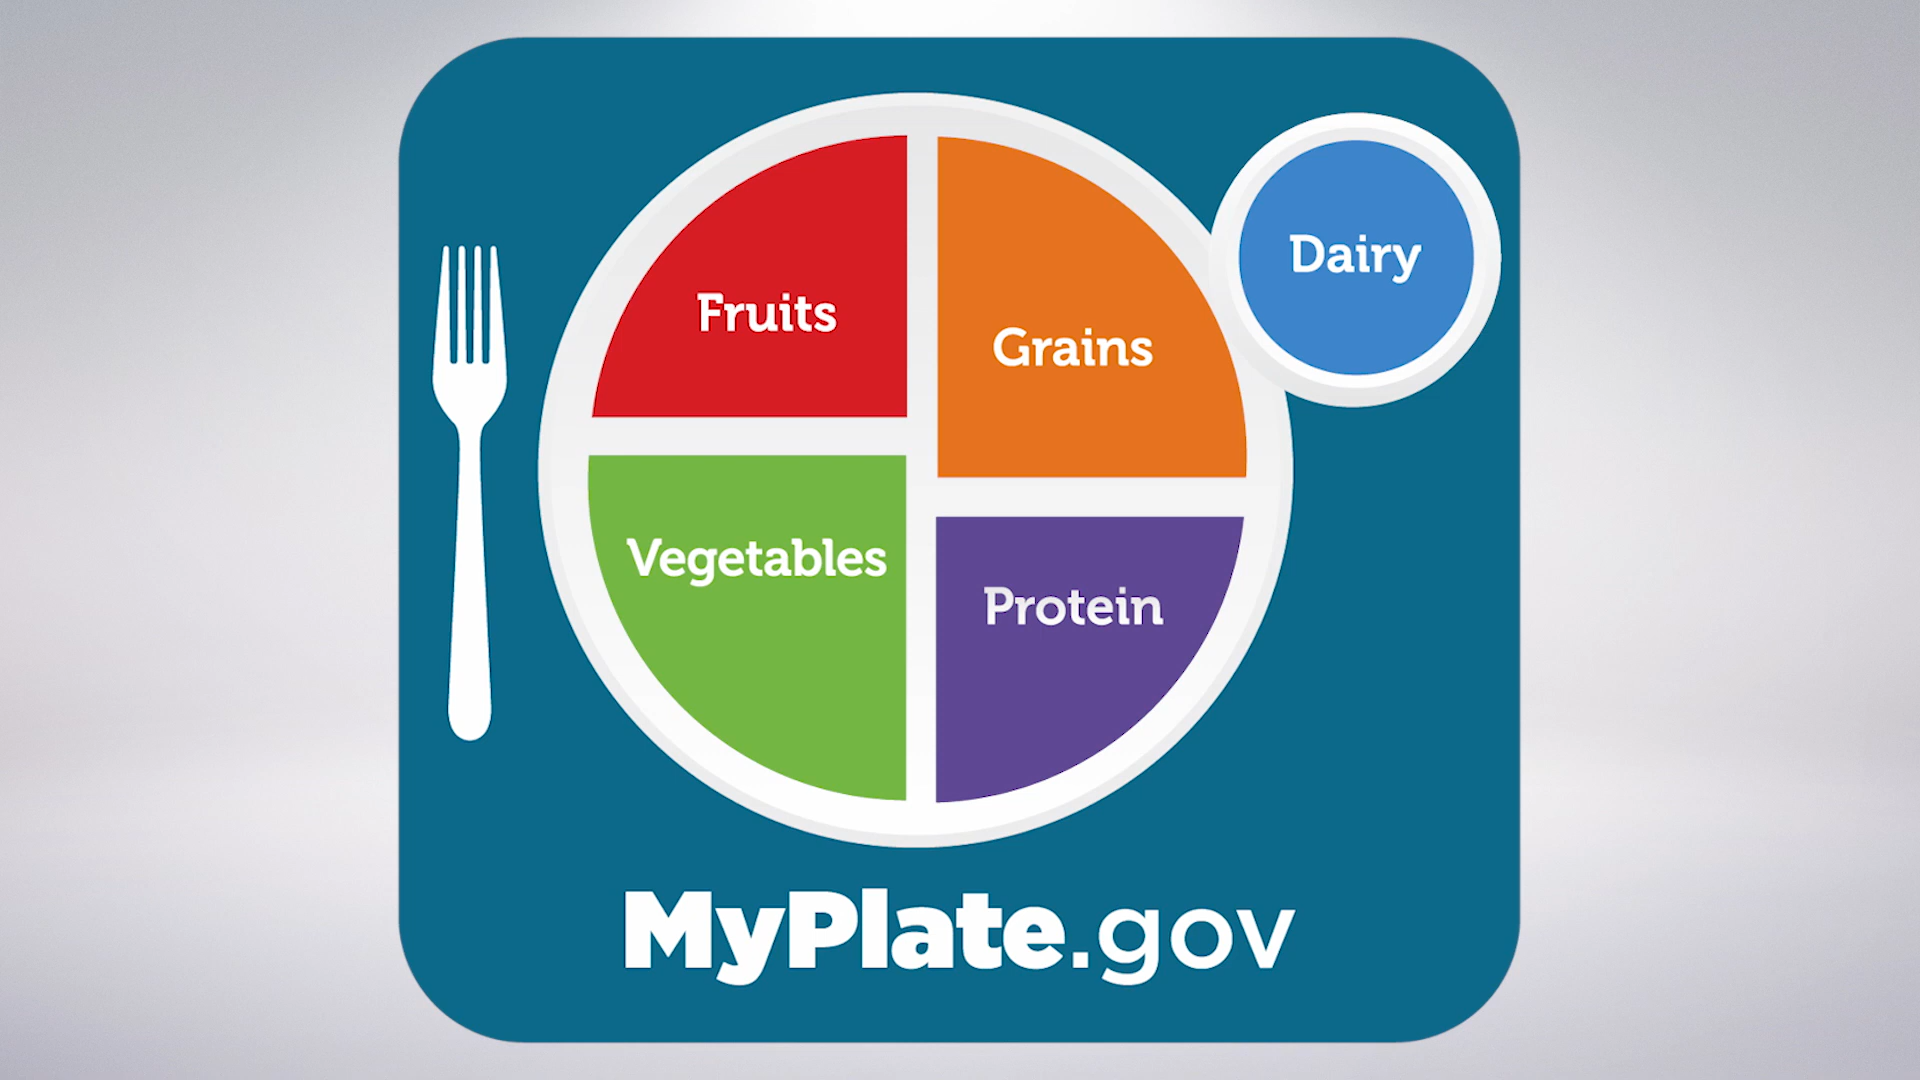 Fruits
Grains
Dairy
Vegetables
Protein
MyPlate.gov